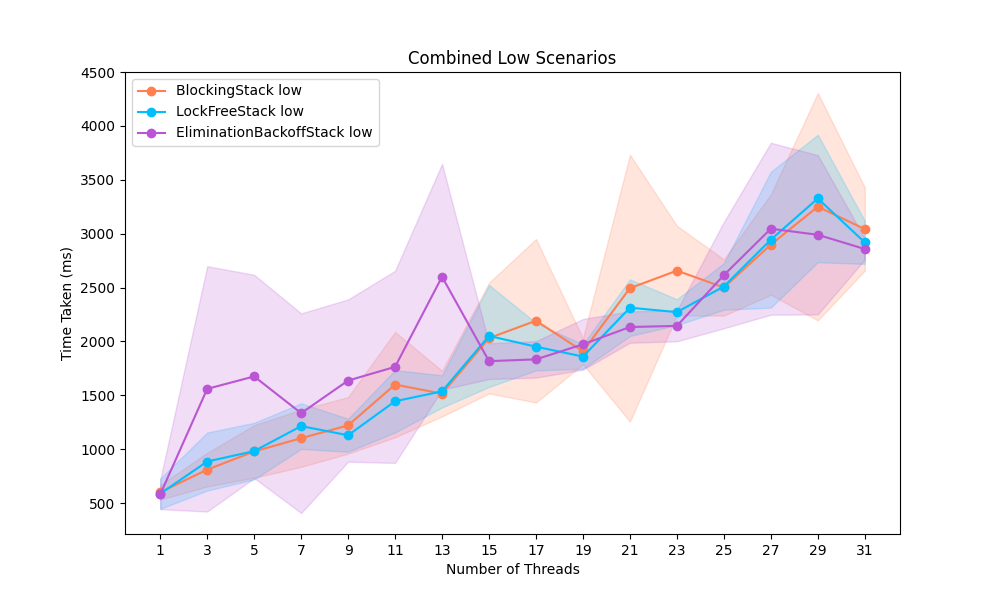 Combined Low Scenarios
BlockingStack low
LockFreeStack low
EliminationBackoffStack low
Time Taken (ms)
4500
4000
3500
3000
2500
2000
1500
1000
500
1 3 5 7 9 11 13 15 17 19 21 23 25 27 29 31
Number of Threads